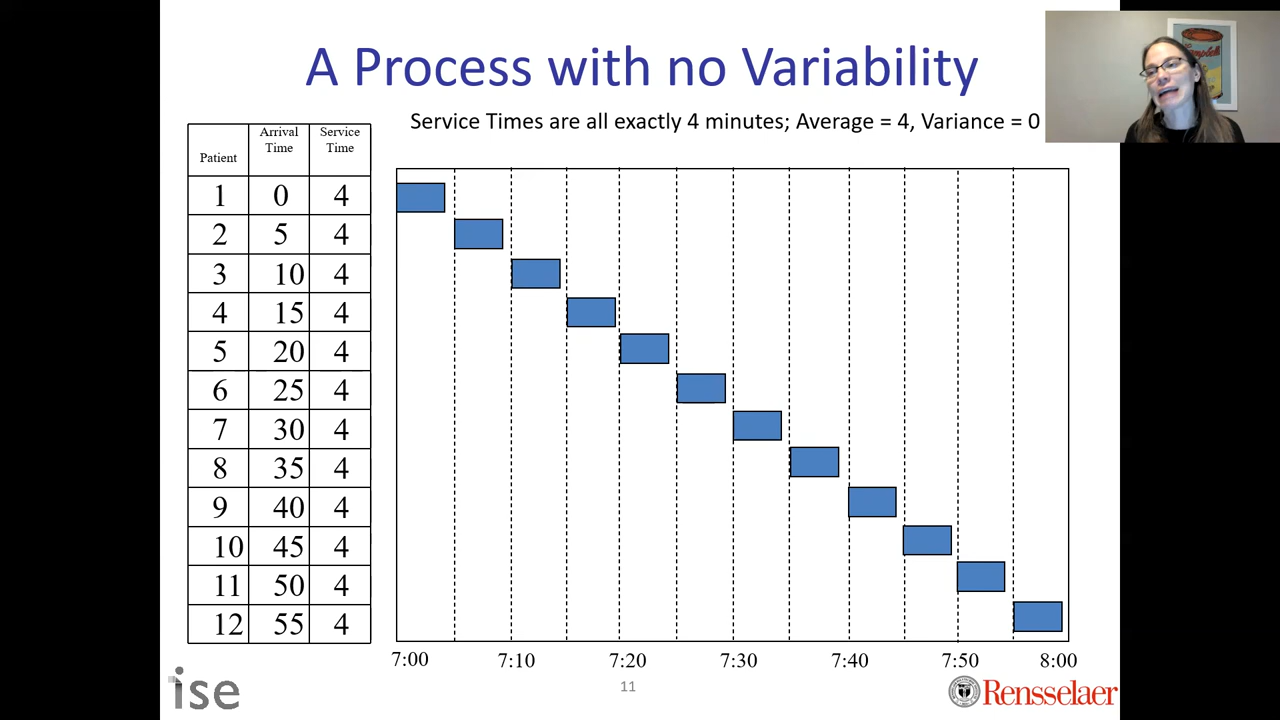 A Process with no Variability
Service Times are all exactly 4 minutes; Average = 4, Variance = 0
Patient Arrival Time Service Time
1 0 4
2 5 4
3 10 4
4 15 4
5 20 4
6 25 4
7 30 4
8 35 4
9 40 4
10 45 4
11 50 4
12 55 4
7:00 7:10 7:20 7:30 7:40 7:50 8:00
ise
11
Rensselaer
Campbell